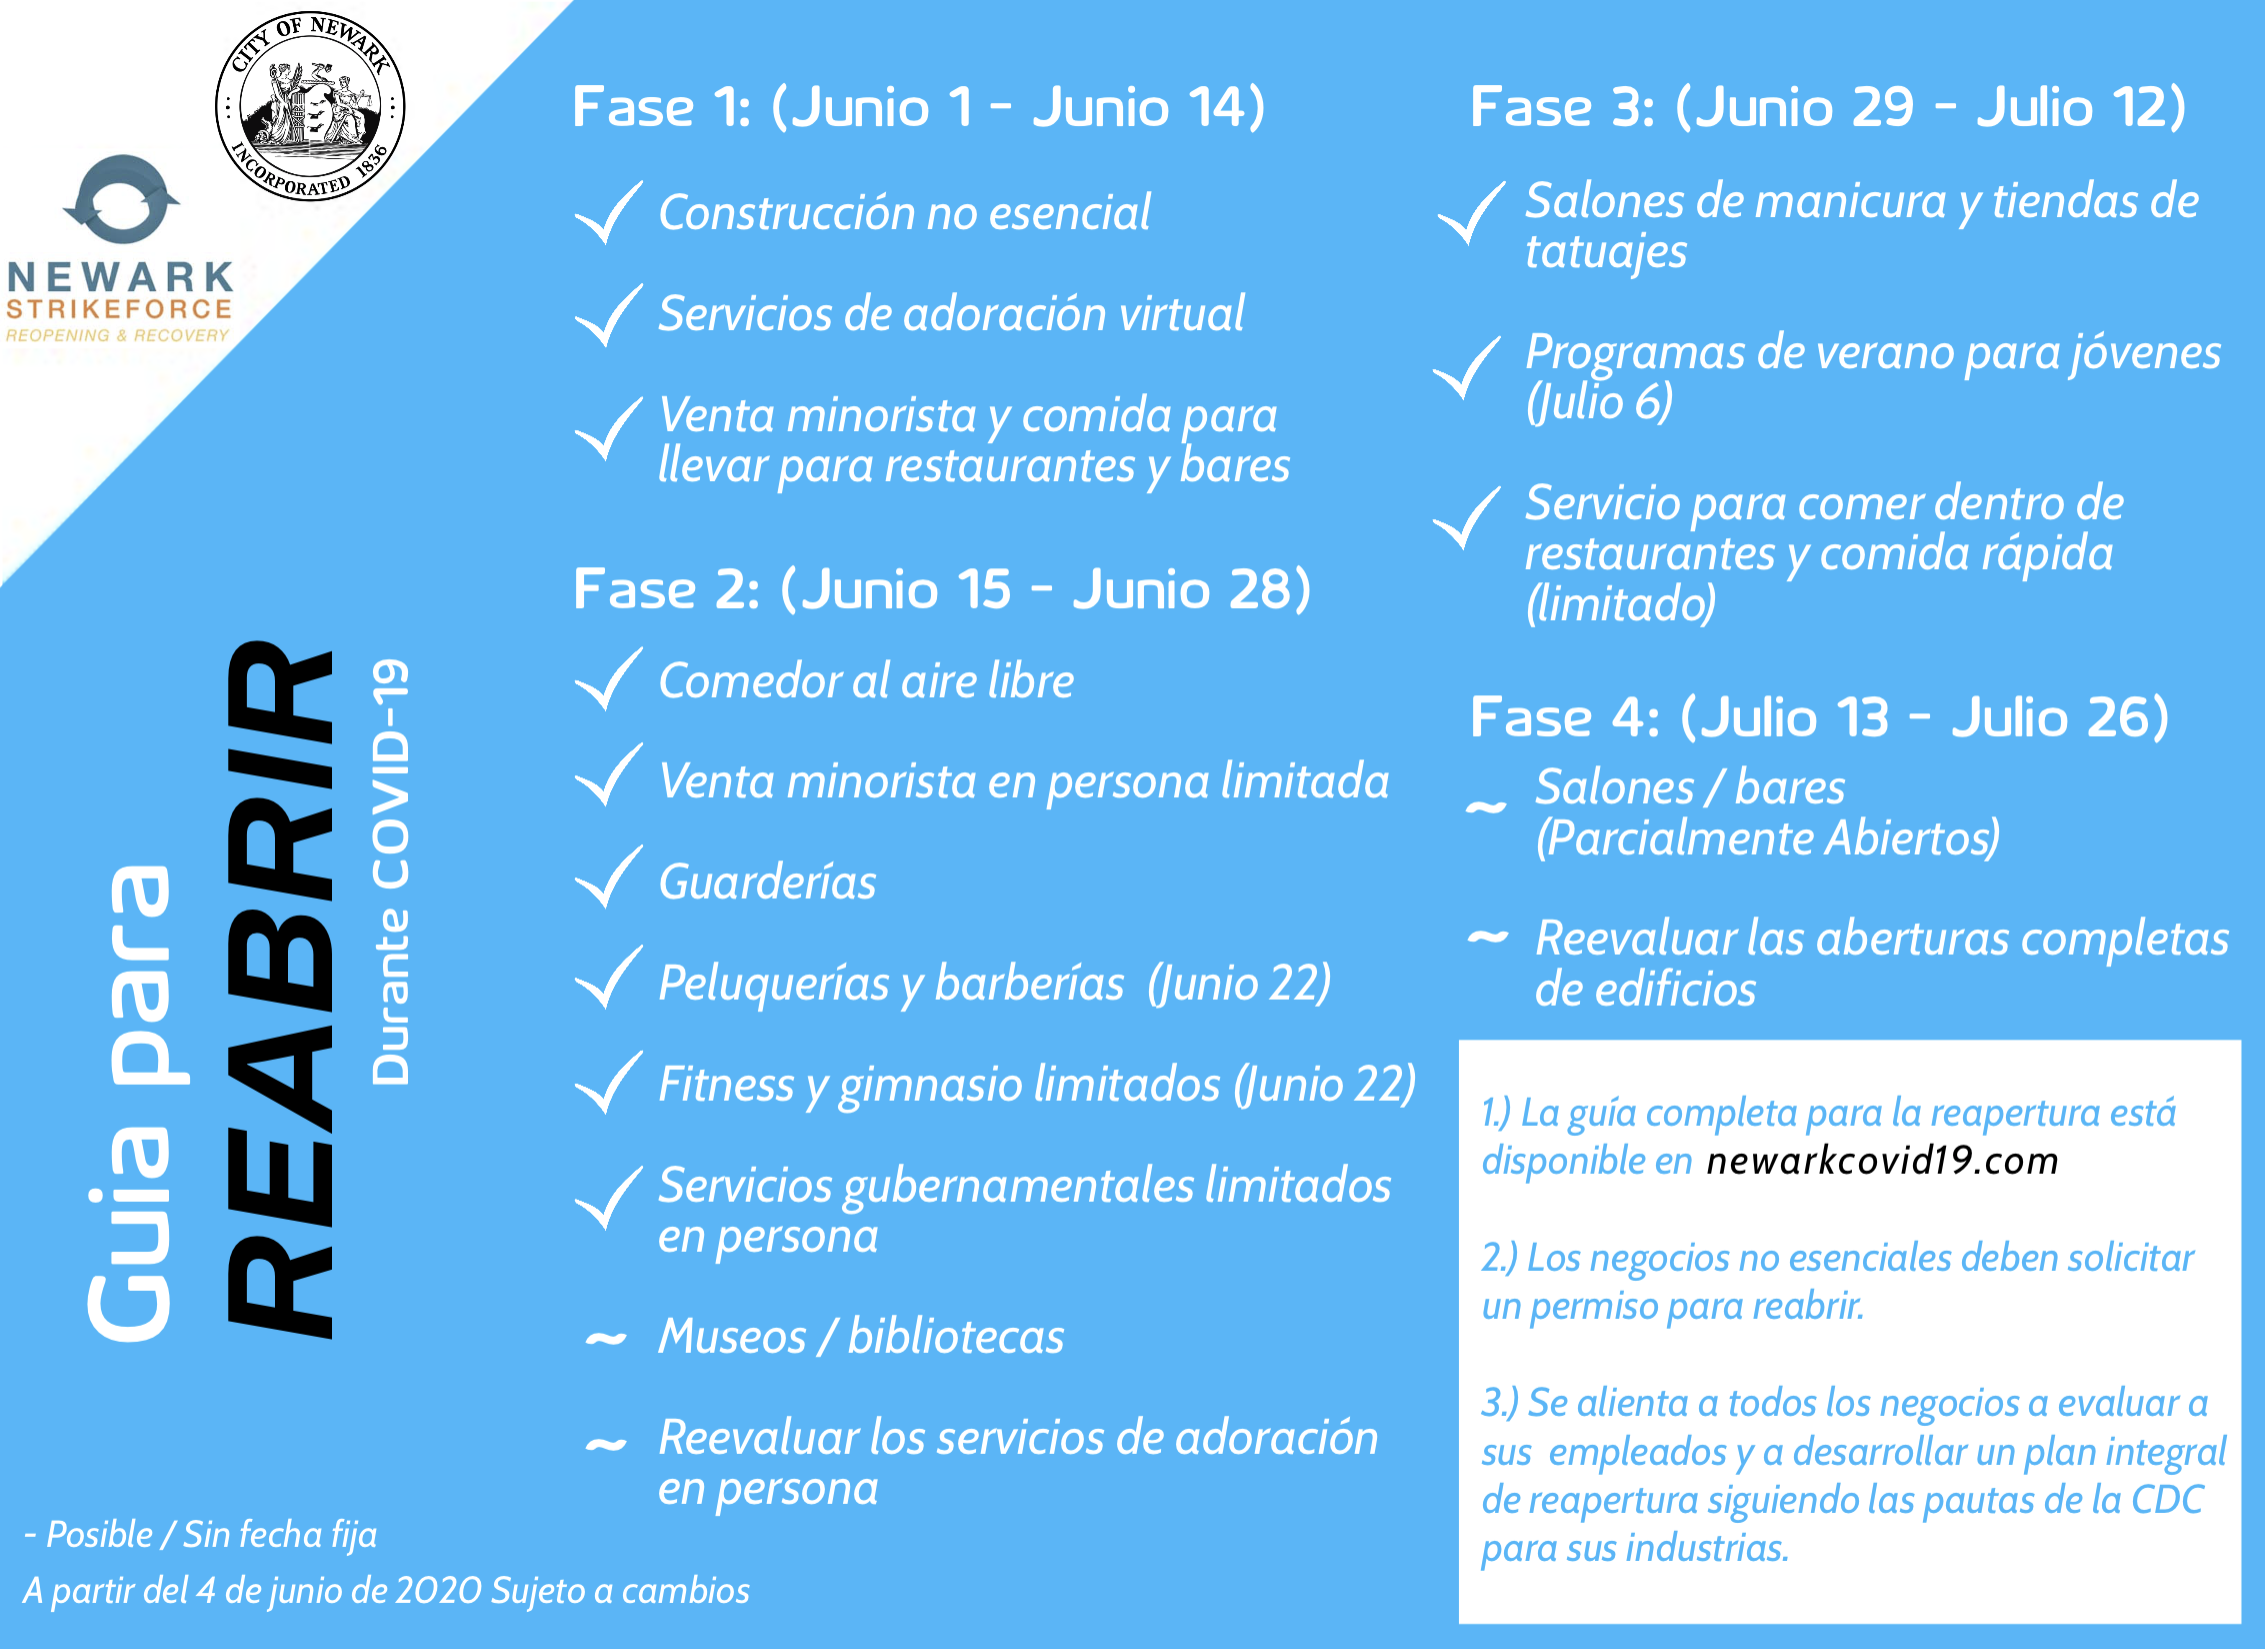 CITY OF NEWARK
INCORPORATED 1836
NEWARK
STRIKEFORCE
REOPENING & RECOVERY
Guia para
REABRIR
Durante COVID-19
Fase 1: (Junio 1 - Junio 14)
Construcción no esencial
Servicios de adoración virtual
Venta minorista y comida para
llevar para restaurantes y bares
Fase 2: (Junio 15 - Junio 28)
Comedor al aire libre
Venta minorista en persona limitada
Guarderías
Peluquerías y barberías (Junio 22)
Fitness y gimnasio limitados (Junio 22)
Servicios gubernamentales limitados
en persona
~ Museos / bibliotecas
~ Reevaluar los servicios de adoración
en persona
Fase 3: (Junio 29 - Julio 12)
Salones de manicura y tiendas de
tatuajes
Programas de verano para jóvenes
(Julio 6)
Servicio para comer dentro de
restaurantes y comida rápida
(limitado)
Fase 4: (Julio 13 - Julio 26)
~ Salones / bares
(Parcialmente Abiertos)
~ Reevaluar las aberturas completas
de edificios
1.) La guía completa para la reapertura está
disponible en newarkcovid19.com
2.) Los negocios no esenciales deben solicitar
un permiso para reabrir.
3.) Se alienta a todos los negocios a evaluar a
sus empleados y a desarrollar un plan integral
de reapertura siguiendo las pautas de la CDC
para sus industrias.
- Posible / Sin fecha fija
A partir del 4 de junio de 2020 Sujeto a cambios